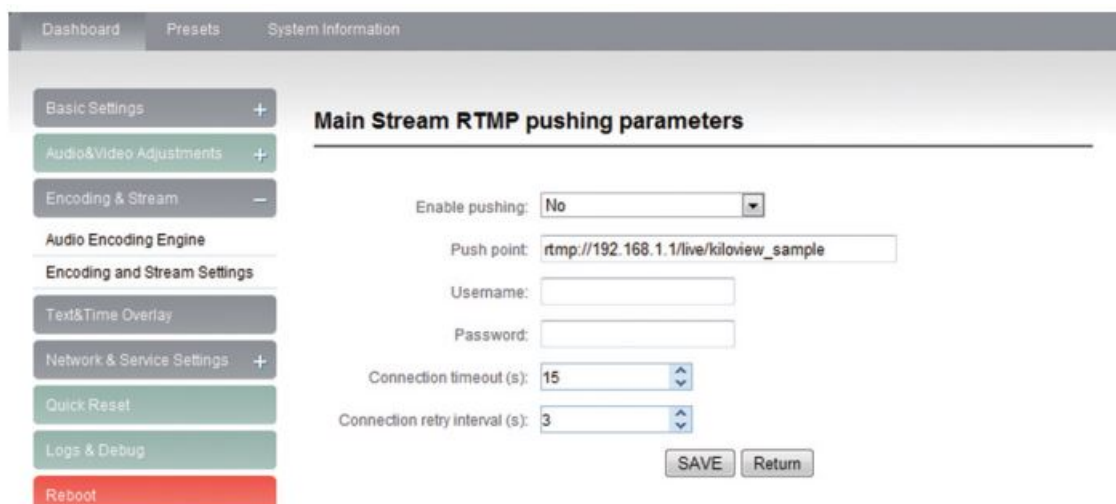 Dashboard Presets System Information
Basic Settings +
Audio&Video Adjustments +
Encoding & Stream −
Audio Encoding Engine
Encoding and Stream Settings
Text&Time Overlay
Network & Service Settings +
Quick Reset
Logs & Debug
Reboot
Main Stream RTMP pushing parameters
Enable pushing: No
Push point: rtmp://192.168.1.1/live/kiloview_sample
Username:
Password:
Connection timeout (s): 15
Connection retry interval (s): 3
SAVE Return